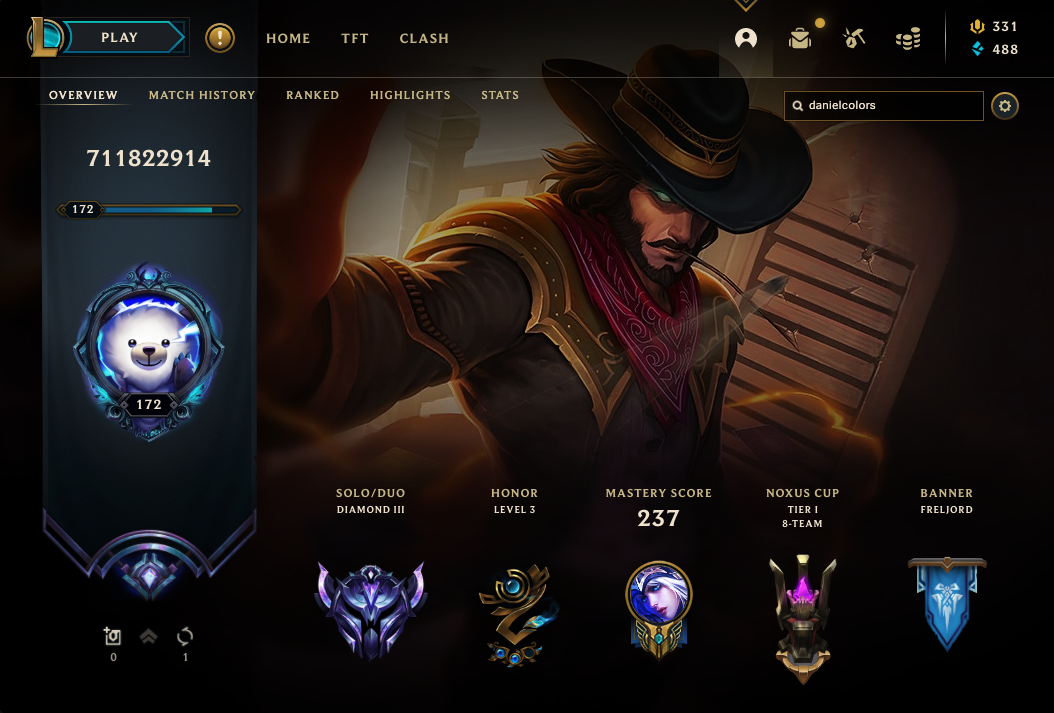 PLAY
HOME
TFT
CLASH
331
488
OVERVIEW
MATCH HISTORY
RANKED
HIGHLIGHTS
STATS
danielcolors
711822914
172
172
SOLO/DUO
DIAMOND III
HONOR
LEVEL 3
MASTERY SCORE
237
NOXUS CUP
TIER I
8-TEAM
BANNER
FRELJORD
0
1